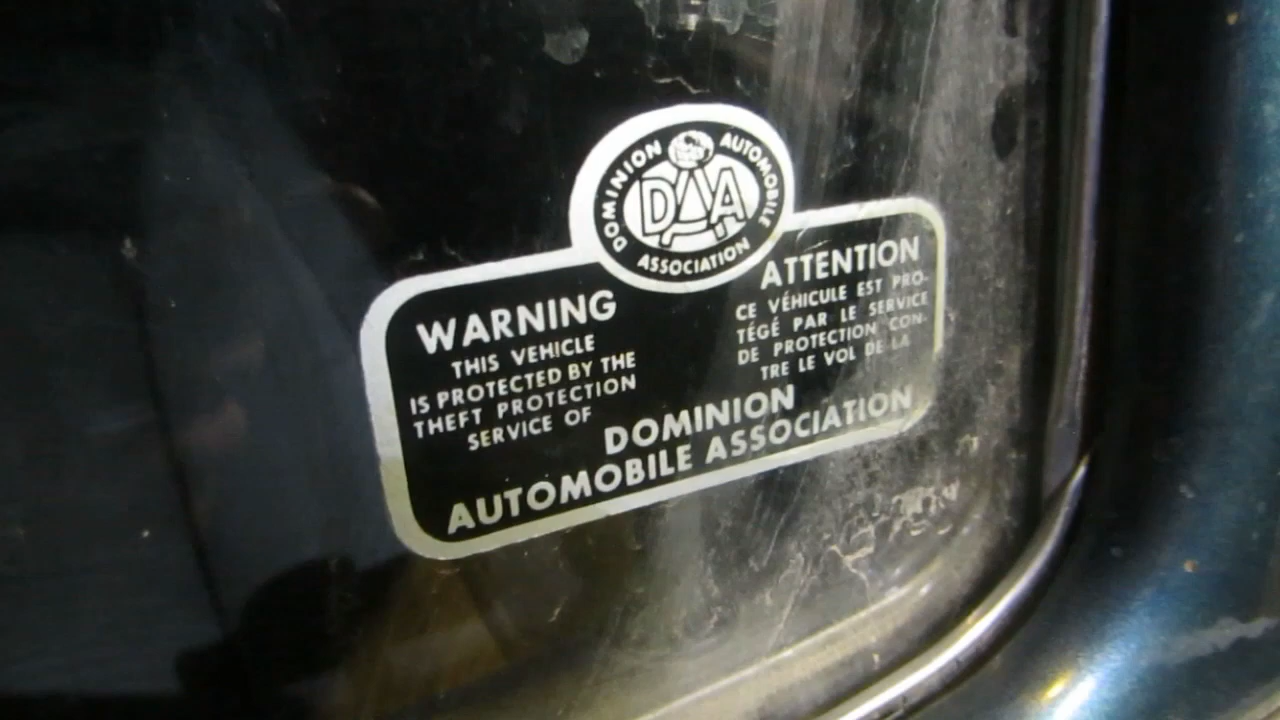 DOMINION AUTOMOBILE
DAA
ASSOCIATION
WARNING
THIS VEHICLE
IS PROTECTED BY THE
THEFT PROTECTION
SERVICE OF
ATTENTION
CE VÉHICULE EST PRO-
TÉGÉ PAR LE SERVICE
DE PROTECTION CON-
TRE LE VOL DE LA
DOMINION
AUTOMOBILE ASSOCIATION